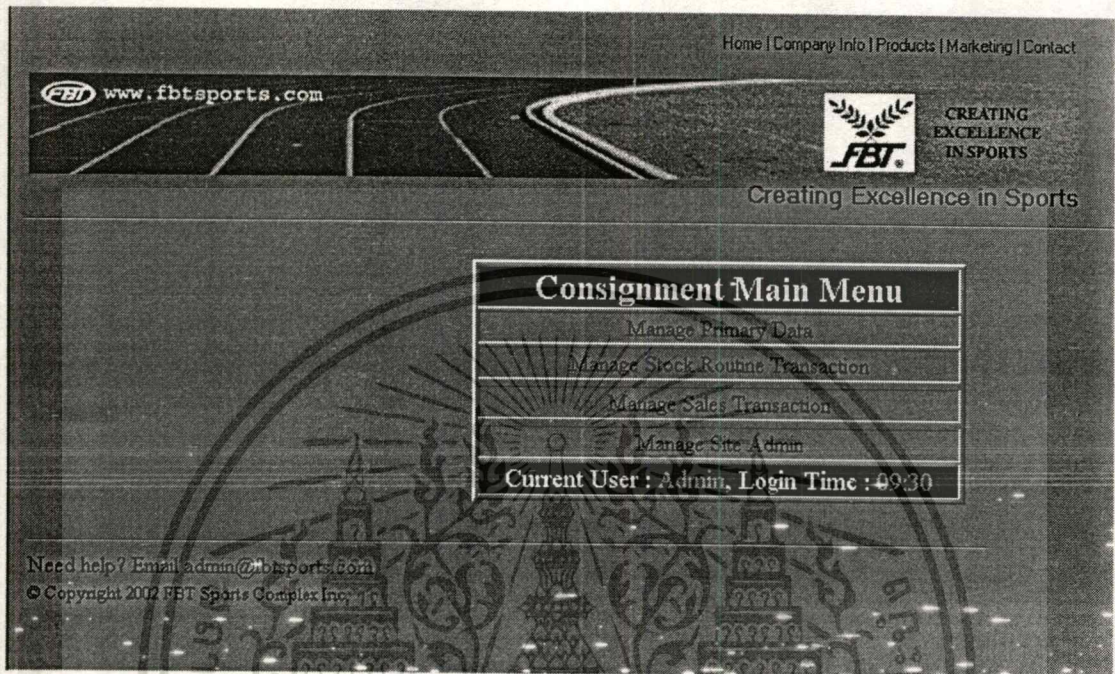 Home | Company Info | Products | Marketing | Contact
FBT www.fbtsports.com
CREATING
EXCELLENCE
IN SPORTS
FBT®
Creating Excellence in Sports
Consignment Main Menu
Manage Primary Data
Manage Stock Routine Transaction
Manage Sales Transaction
Manage Site Admin
Current User : Admin, Login Time : 09:30
Need help? Email admin@fbtsports.com
© Copyright 2002 FBT Sports Complex Inc.